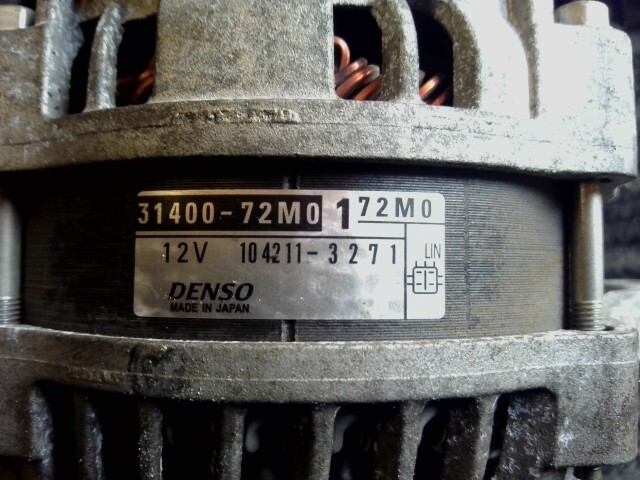 31400-72M0 1 72M0
12V 104211-3271
LIN
DENSO
MADE IN JAPAN